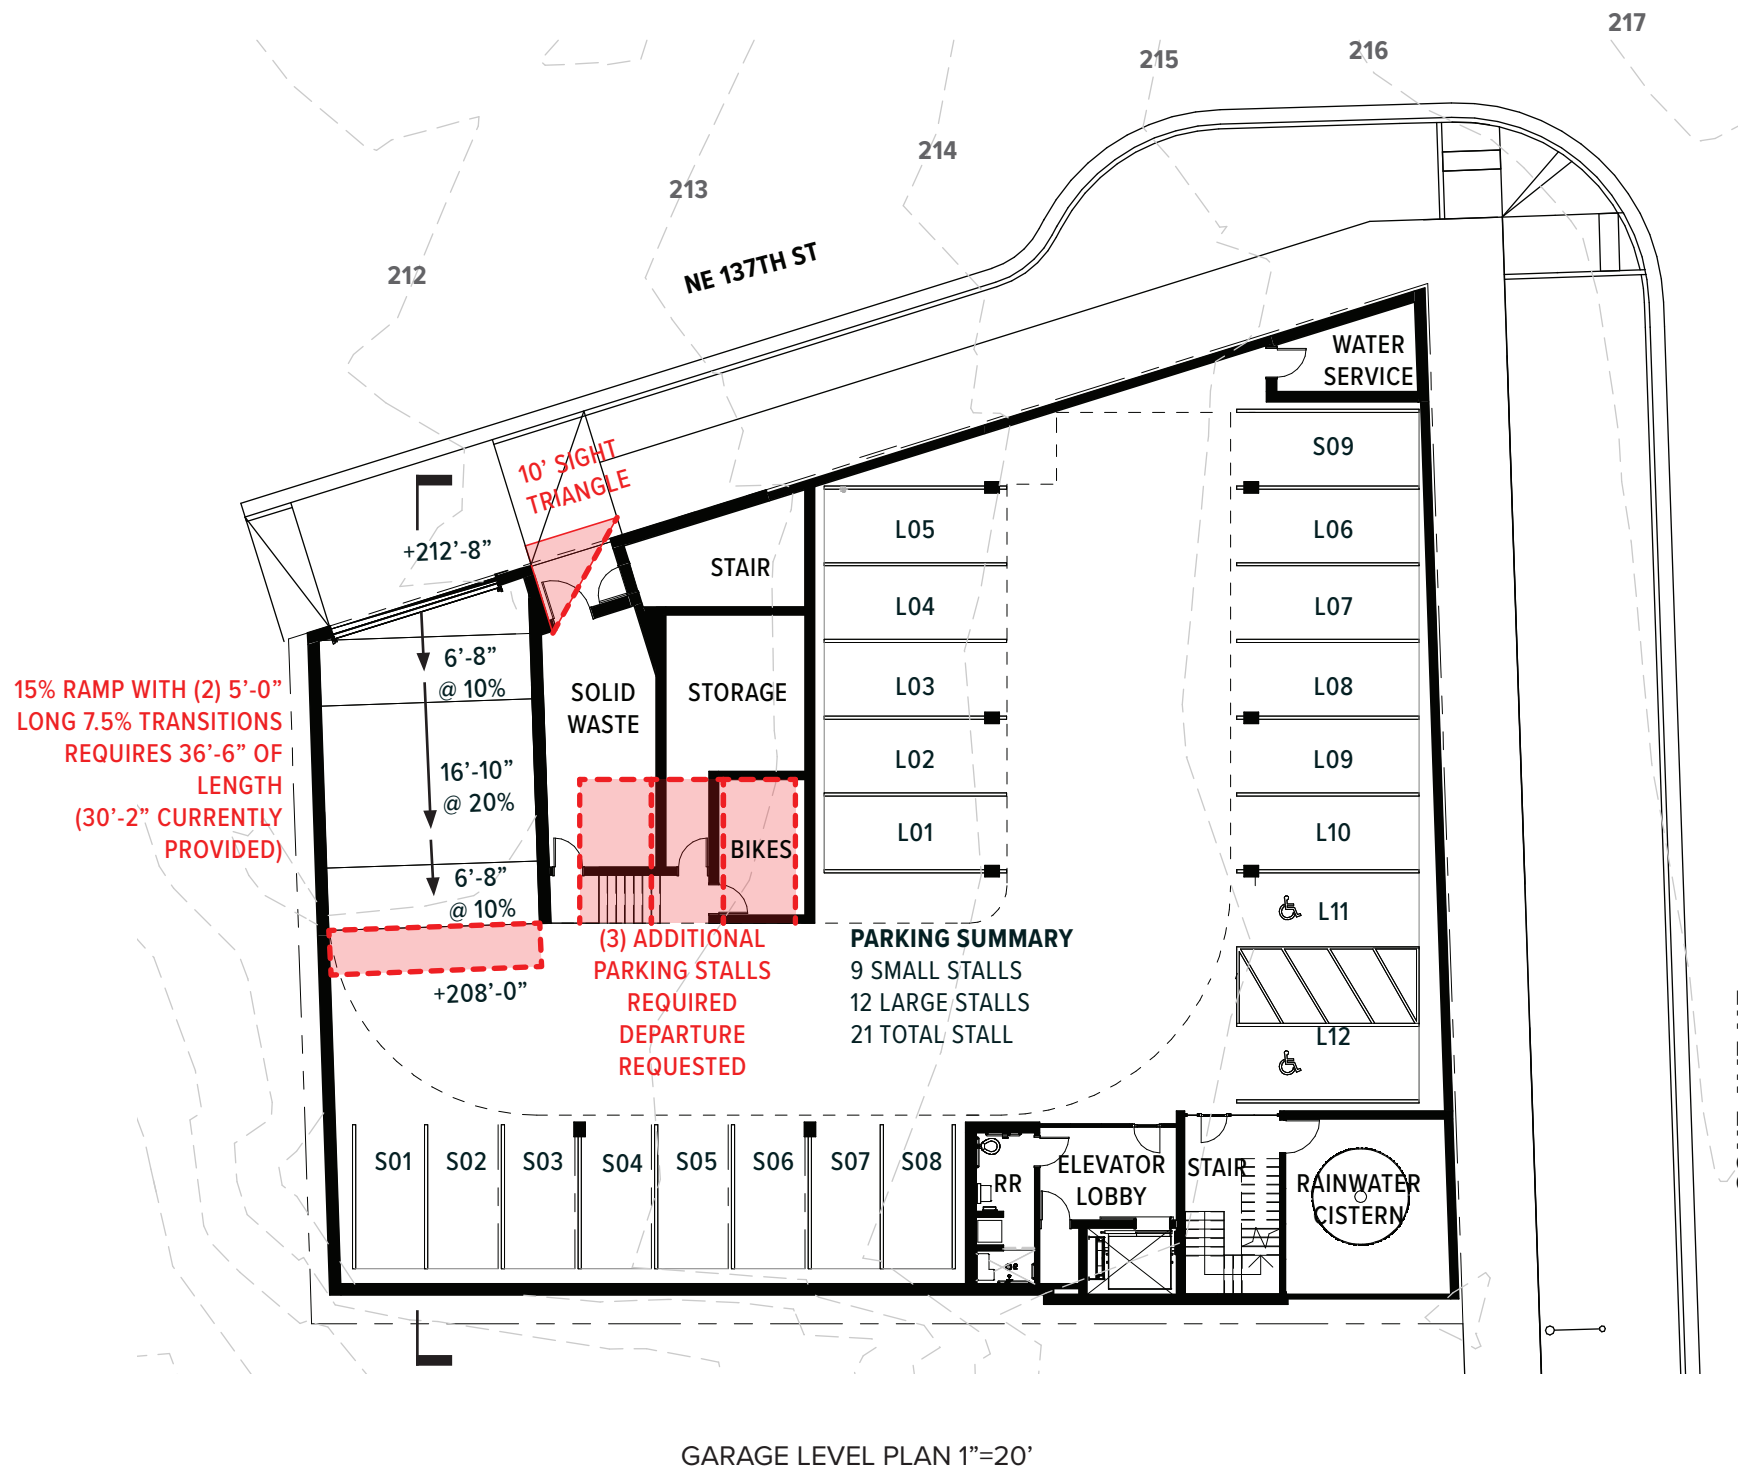 217
216
215
214
213
212
NE 137TH ST
10’ SIGHT
TRIANGLE
+212’-8”
WATER
SERVICE
S09
L05
L06
STAIR
L04
L07
6’-8”
@ 10%
15% RAMP WITH (2) 5’-0”
LONG 7.5% TRANSITIONS
REQUIRES 36’-6” OF
LENGTH
(30’-2” CURRENTLY
PROVIDED)
SOLID
WASTE
STORAGE
L03
L08
16’-10”
@ 20%
L02
L09
L01
L10
BIKES
6’-8”
@ 10%
L11
+208’-0”
(3) ADDITIONAL
PARKING STALLS
REQUIRED
DEPARTURE
REQUESTED
PARKING SUMMARY
9 SMALL STALLS
12 LARGE STALLS
21 TOTAL STALL
L12
S01 S02 S03 S04 S05 S06 S07 S08
RR
ELEVATOR
LOBBY
STAIR
RAINWATER
CISTERN
GARAGE LEVEL PLAN 1”=20’